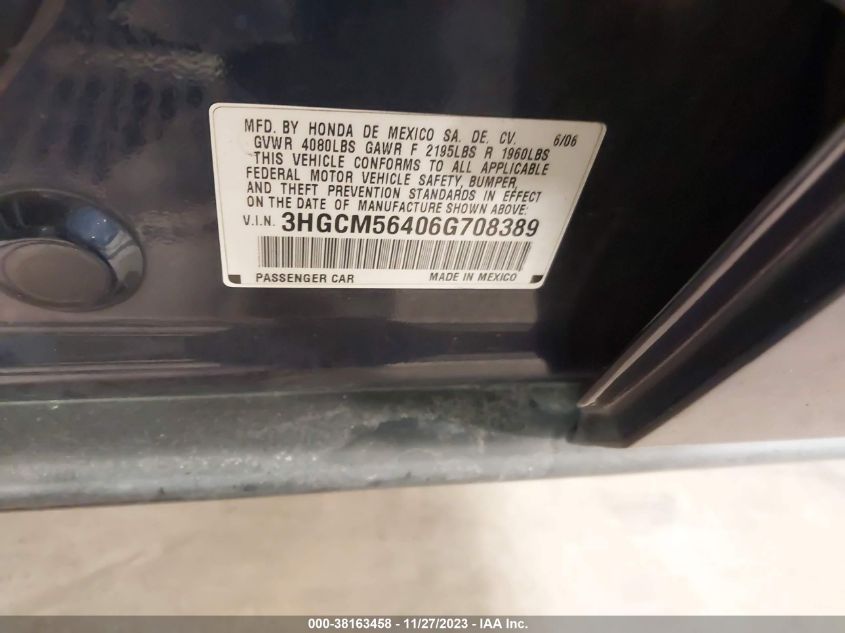 MFD. BY HONDA DE MEXICO SA. DE. CV. 6/06
GVWR 4080LBS GAWR F 2195LBS R 1960LBS
THIS VEHICLE CONFORMS TO ALL APPLICABLE
FEDERAL MOTOR VEHICLE SAFETY, BUMPER,
AND THEFT PREVENTION STANDARDS IN EFFECT
ON THE DATE OF MANUFACTURE SHOWN ABOVE:
V.I.N. 3HGCM56406G708389
PASSENGER CAR MADE IN MEXICO
000-38163458 - 11/27/2023 - IAA Inc.